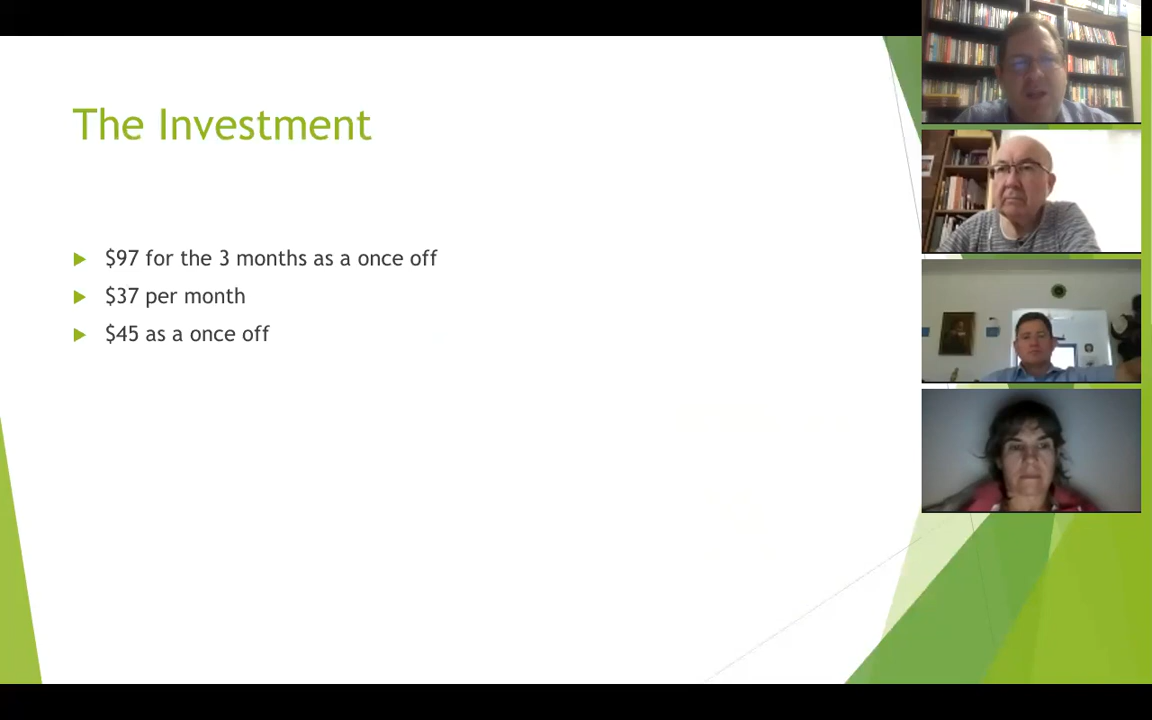 The Investment
$97 for the 3 months as a once off
$37 per month
$45 as a once off